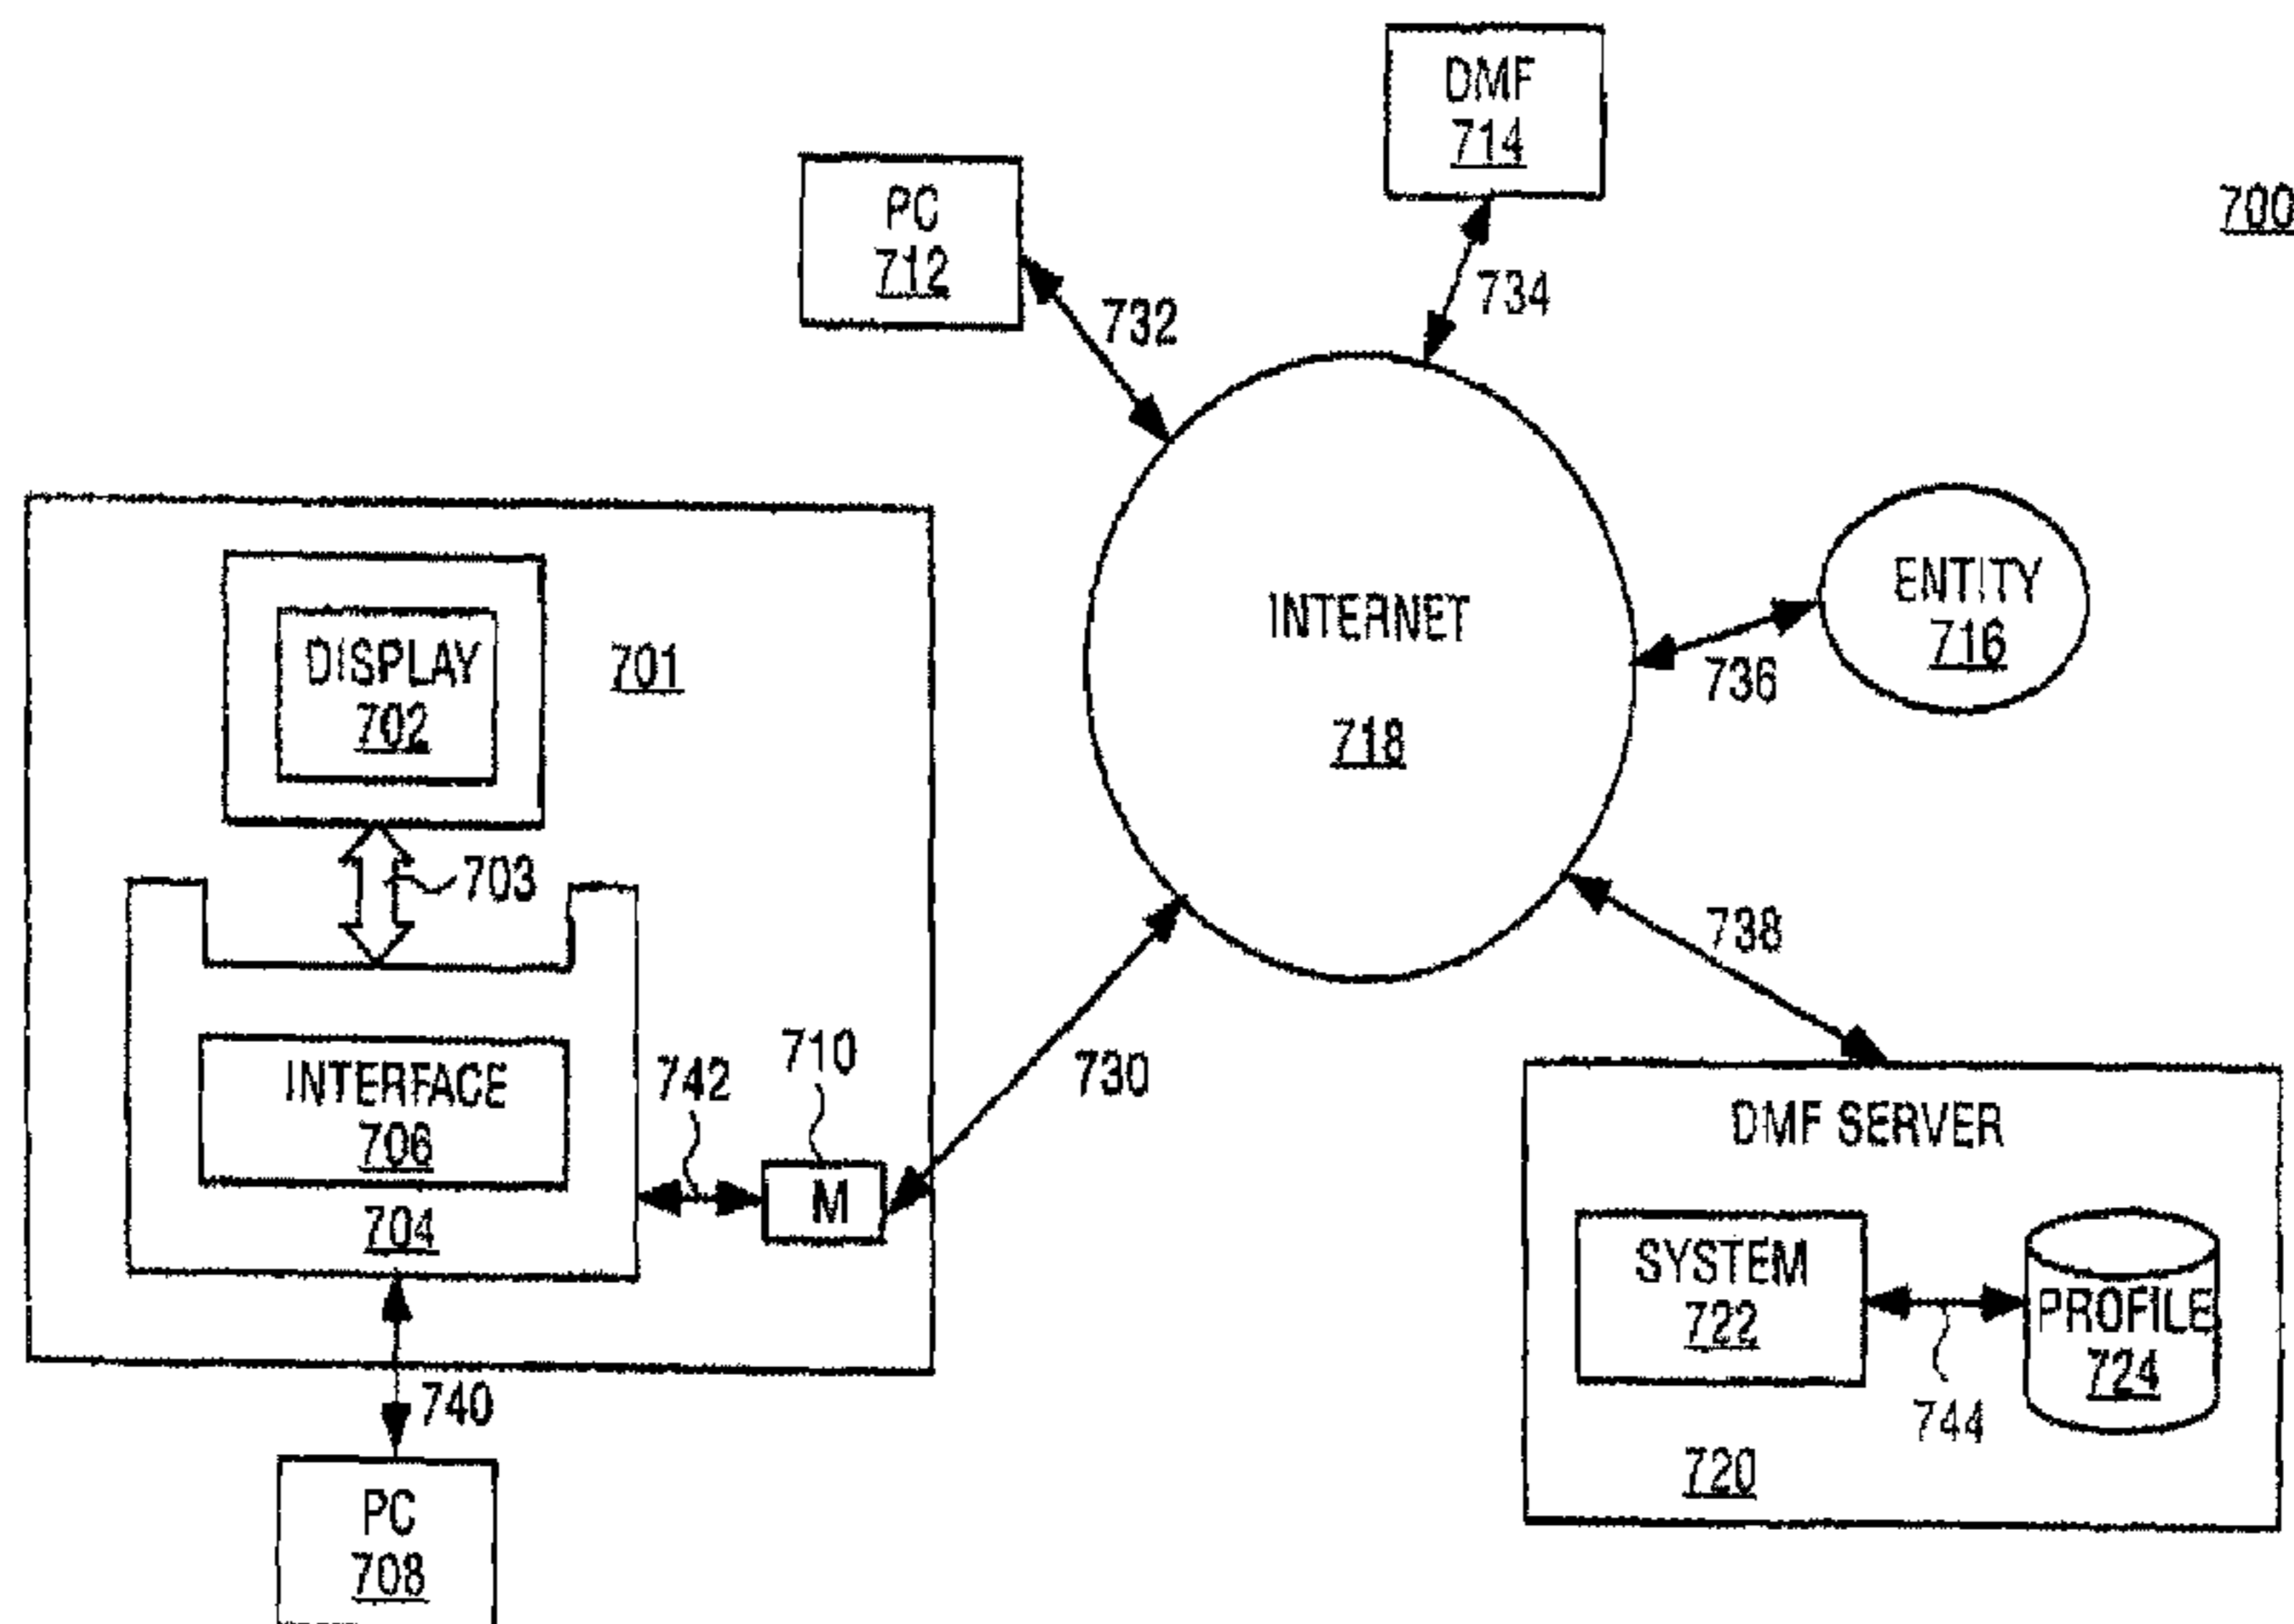 DMF
714
700
PC
712
732
734
INTERNET
718
ENTITY
716
736
DISPLAY
702
701
703
738
INTERFACE
706
704
742
710
M
730
DMF SERVER
SYSTEM
722
PROFILE
724
744
720
740
PC
708